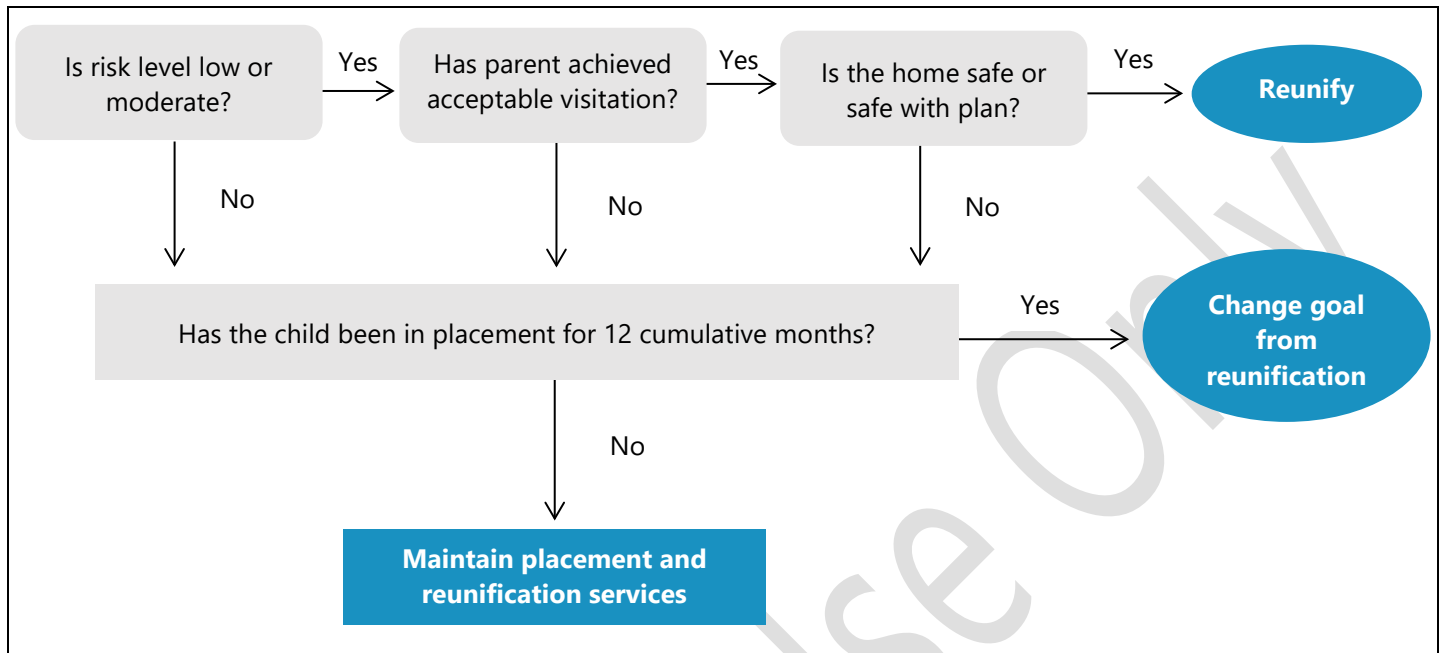 Is risk level low or
moderate?
Yes
Has parent achieved
acceptable visitation?
Yes
Is the home safe or
safe with plan?
Yes
Reunify
No
No
No
Has the child been in placement for 12 cumulative months?
Yes
Change goal
from
reunification
No
Maintain placement and
reunification services
Use Only